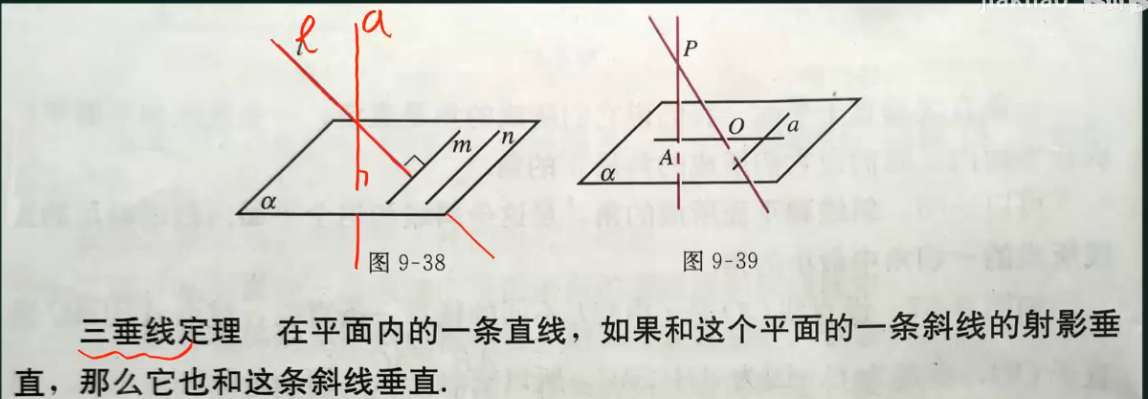 l a
l
m n
α
图 9-38
P
O a
A
α
图 9-39
三垂线定理 在平面内的一条直线，如果和这个平面的一条斜线的射影垂
直，那么它也和这条斜线垂直.